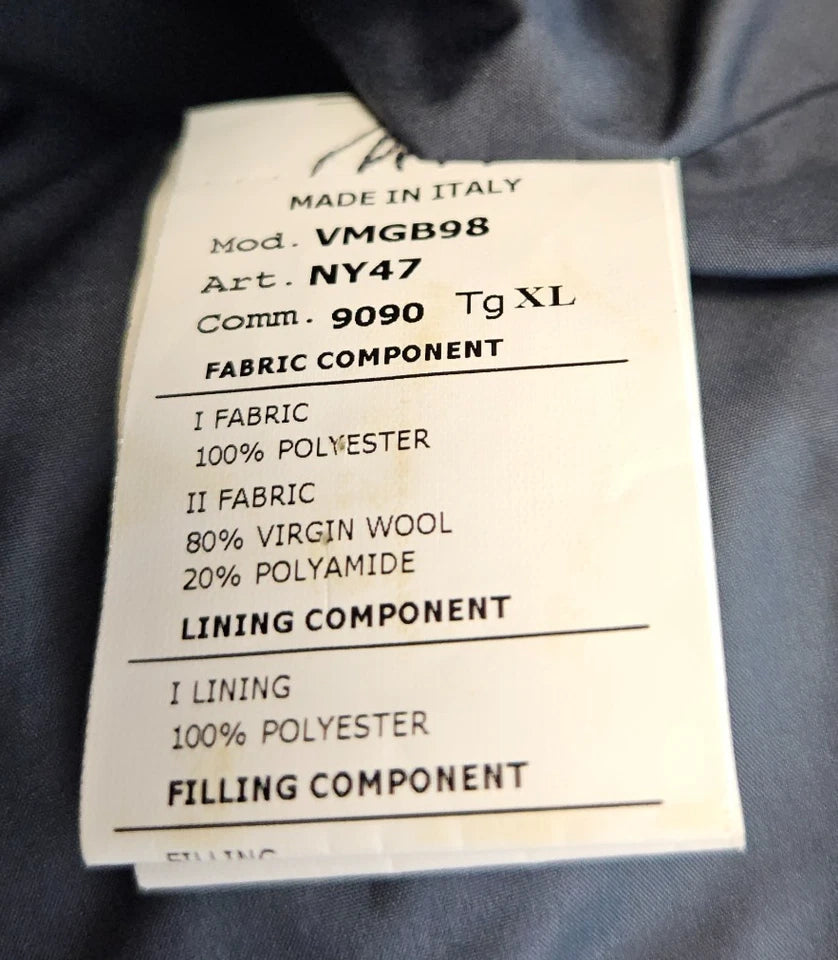 MADE IN ITALY
Mod. VMGB98
Art. NY47
Comm. 9090 Tg XL
FABRIC COMPONENT
I FABRIC
100% POLYESTER
II FABRIC
80% VIRGIN WOOL
20% POLYAMIDE
LINING COMPONENT
I LINING
100% POLYESTER
FILLING COMPONENT
FILLING